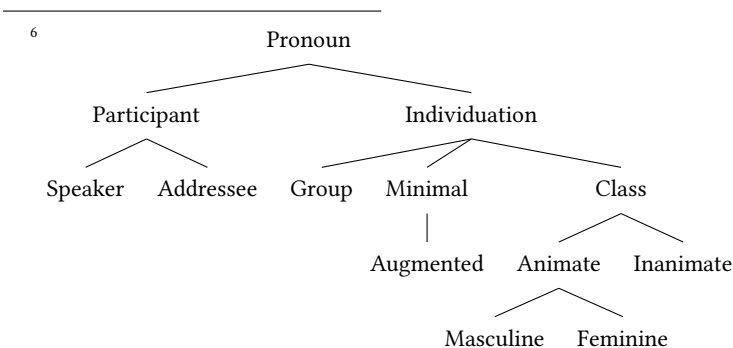 6
Pronoun
Participant Individuation
Speaker Addressee Group Minimal Class
Augmented Animate Inanimate
Masculine Feminine